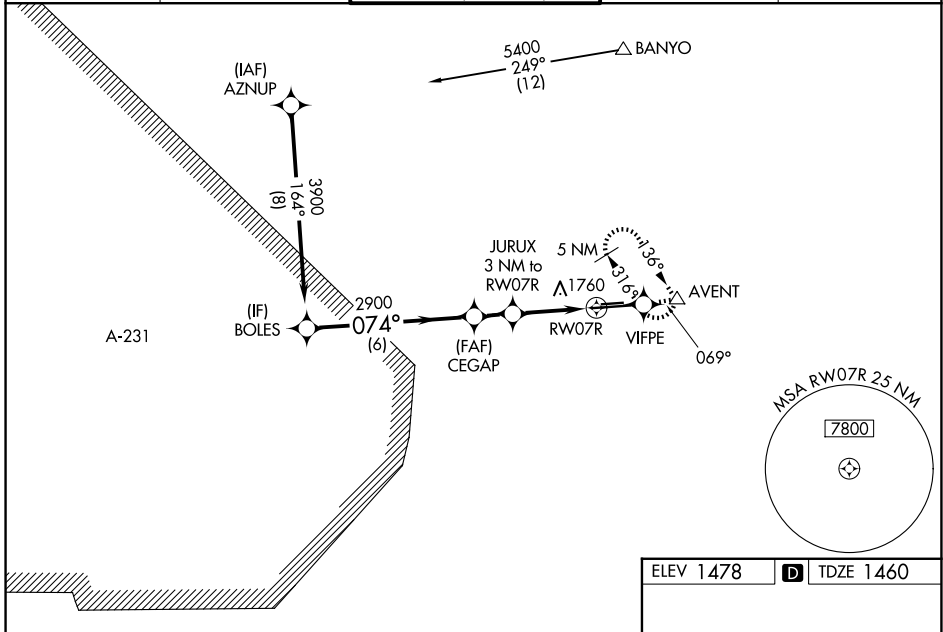 5400
249°
(12)
BANYO
(IAF)
AZNUP
3900
164°
(8)
JURUX
3 NM to
RW07R
5 NM
136°
316°
1760
AVENT
(IF)
BOLES
2900
074°
(6)
(FAF)
CEGAP
RW07R
VIFPE
069°
A-231
MSA RW07R 25 NM
7800
ELEV 1478 D TDZE 1460